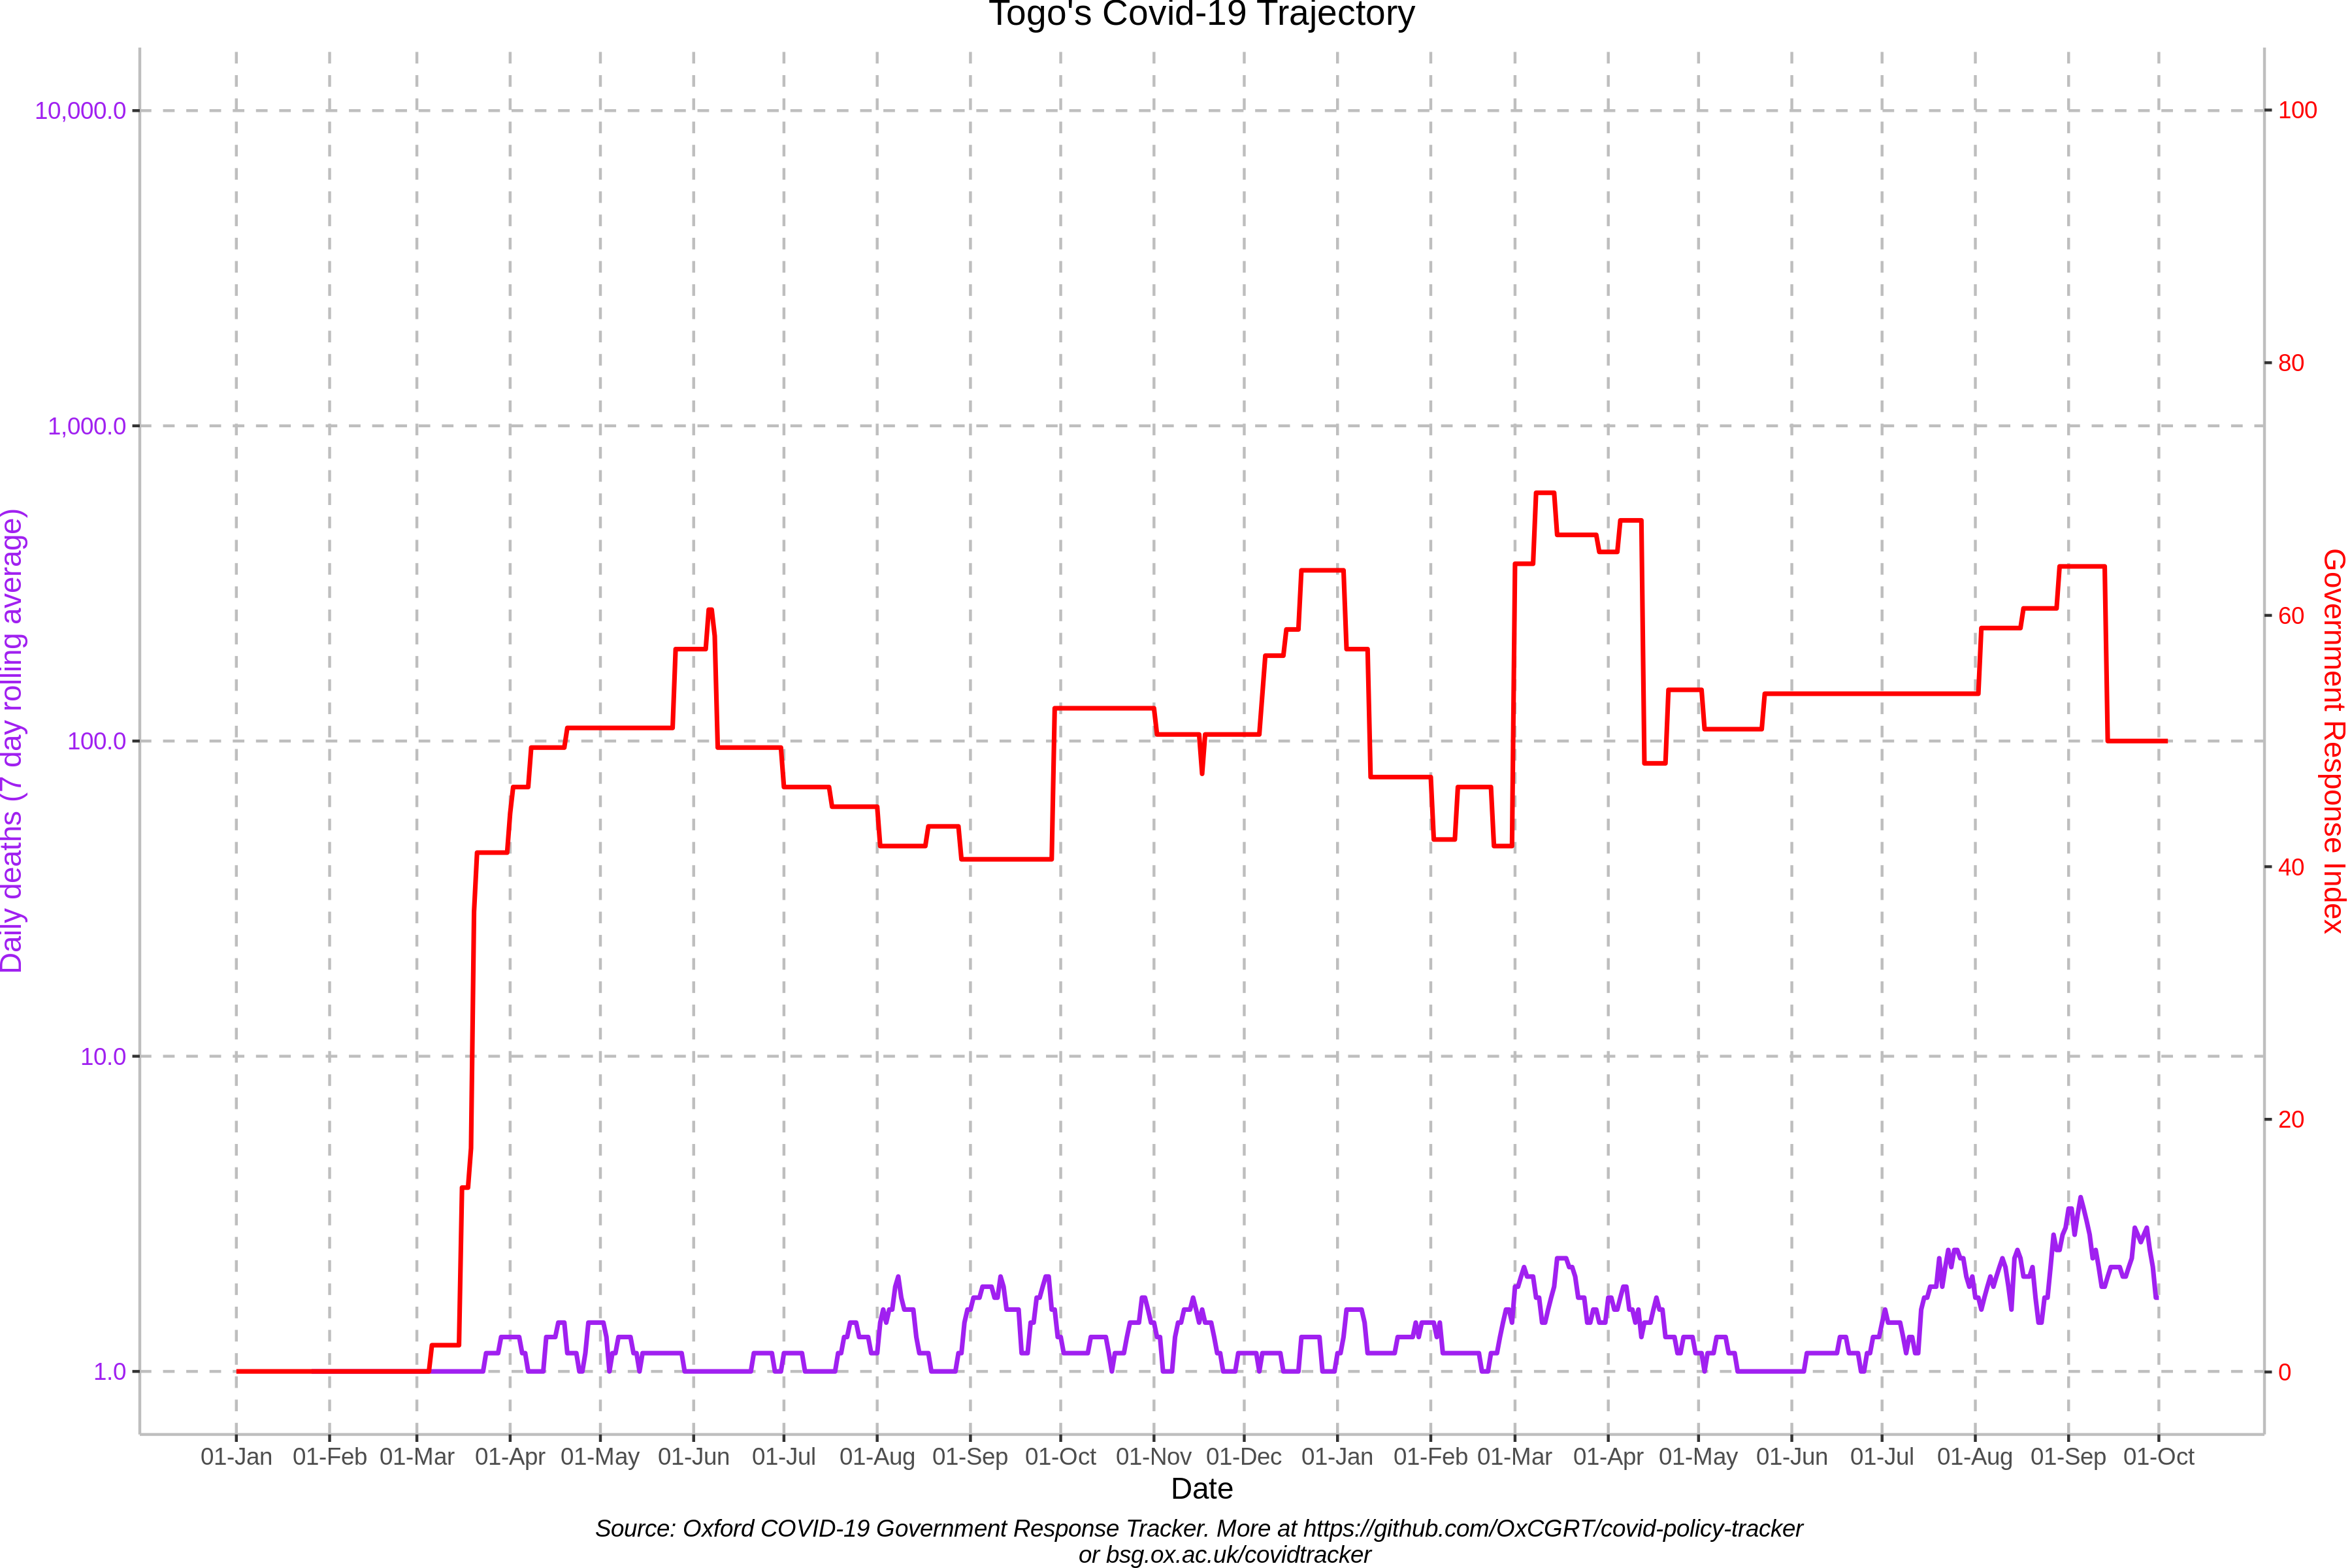 Togo's Covid-19 Trajectory
10,000.0
1,000.0
100.0
10.0
1.0
Daily deaths (7 day rolling average)
100
80
60
40
20
0
Government Response Index
01-Jan 01-Feb 01-Mar 01-Apr 01-May 01-Jun 01-Jul 01-Aug 01-Sep 01-Oct 01-Nov 01-Dec 01-Jan 01-Feb 01-Mar 01-Apr 01-May 01-Jun 01-Jul 01-Aug 01-Sep 01-Oct
Date
Source: Oxford COVID-19 Government Response Tracker. More at https://github.com/OxCGRT/covid-policy-tracker
or bsg.ox.ac.uk/covidtracker